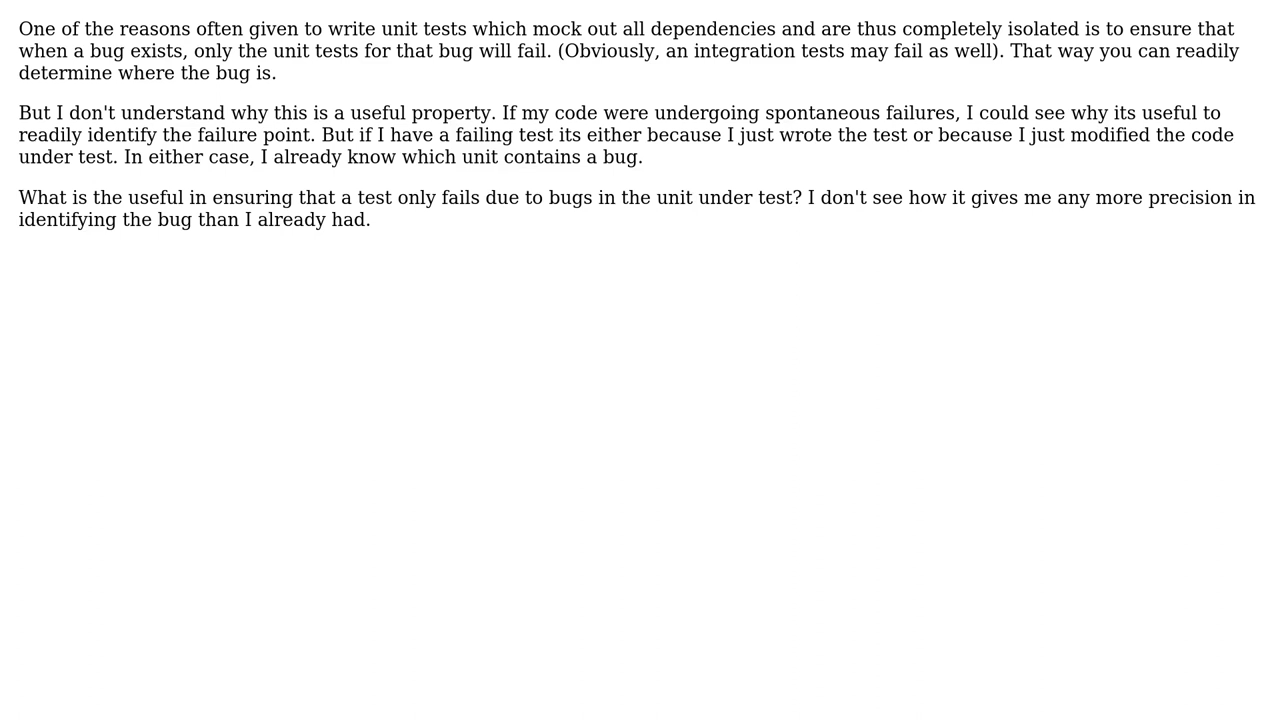 One of the reasons often given to write unit tests which mock out all dependencies and are thus completely isolated is to ensure that
when a bug exists, only the unit tests for that bug will fail. (Obviously, an integration tests may fail as well). That way you can readily
determine where the bug is.
But I don't understand why this is a useful property. If my code were undergoing spontaneous failures, I could see why its useful to
readily identify the failure point. But if I have a failing test its either because I just wrote the test or because I just modified the code
under test. In either case, I already know which unit contains a bug.
What is the useful in ensuring that a test only fails due to bugs in the unit under test? I don't see how it gives me any more precision in
identifying the bug than I already had.